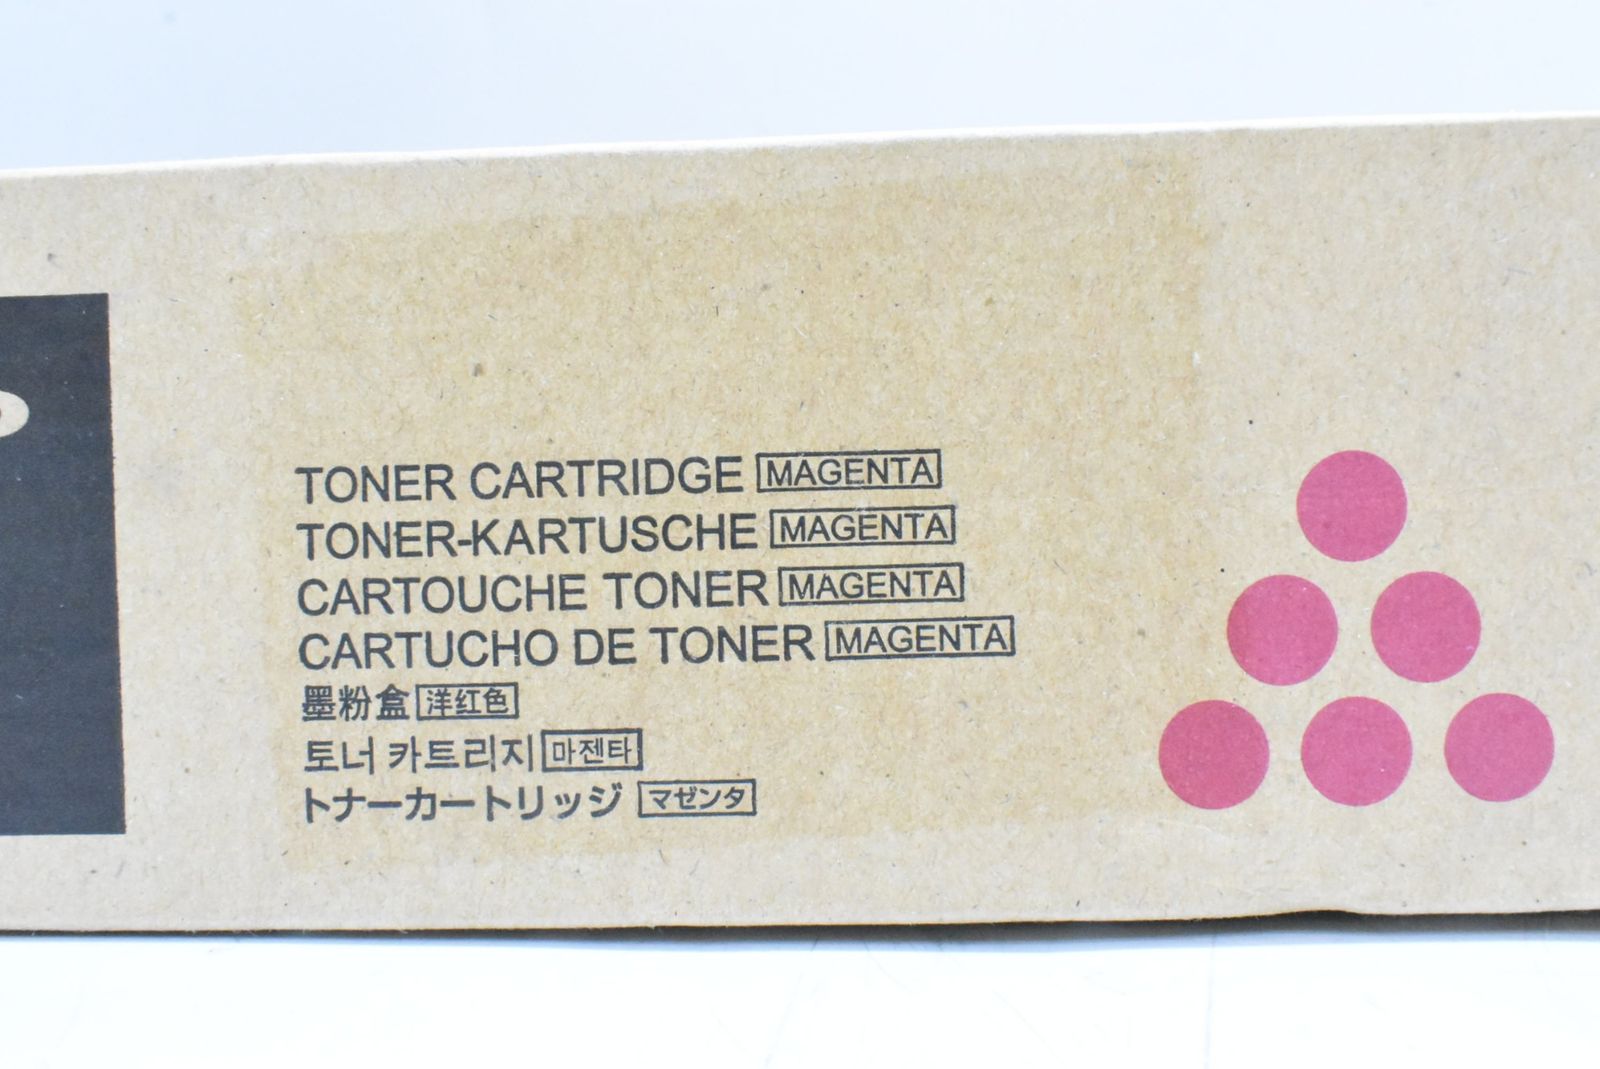 TONER CARTRIDGE MAGENTA
TONER-KARTUSCHE MAGENTA
CARTOUCHE TONER MAGENTA
CARTUCHO DE TONER MAGENTA
墨粉盒 洋红色
토너 카트리지 마젠타
トナーカートリッジ マゼンタ